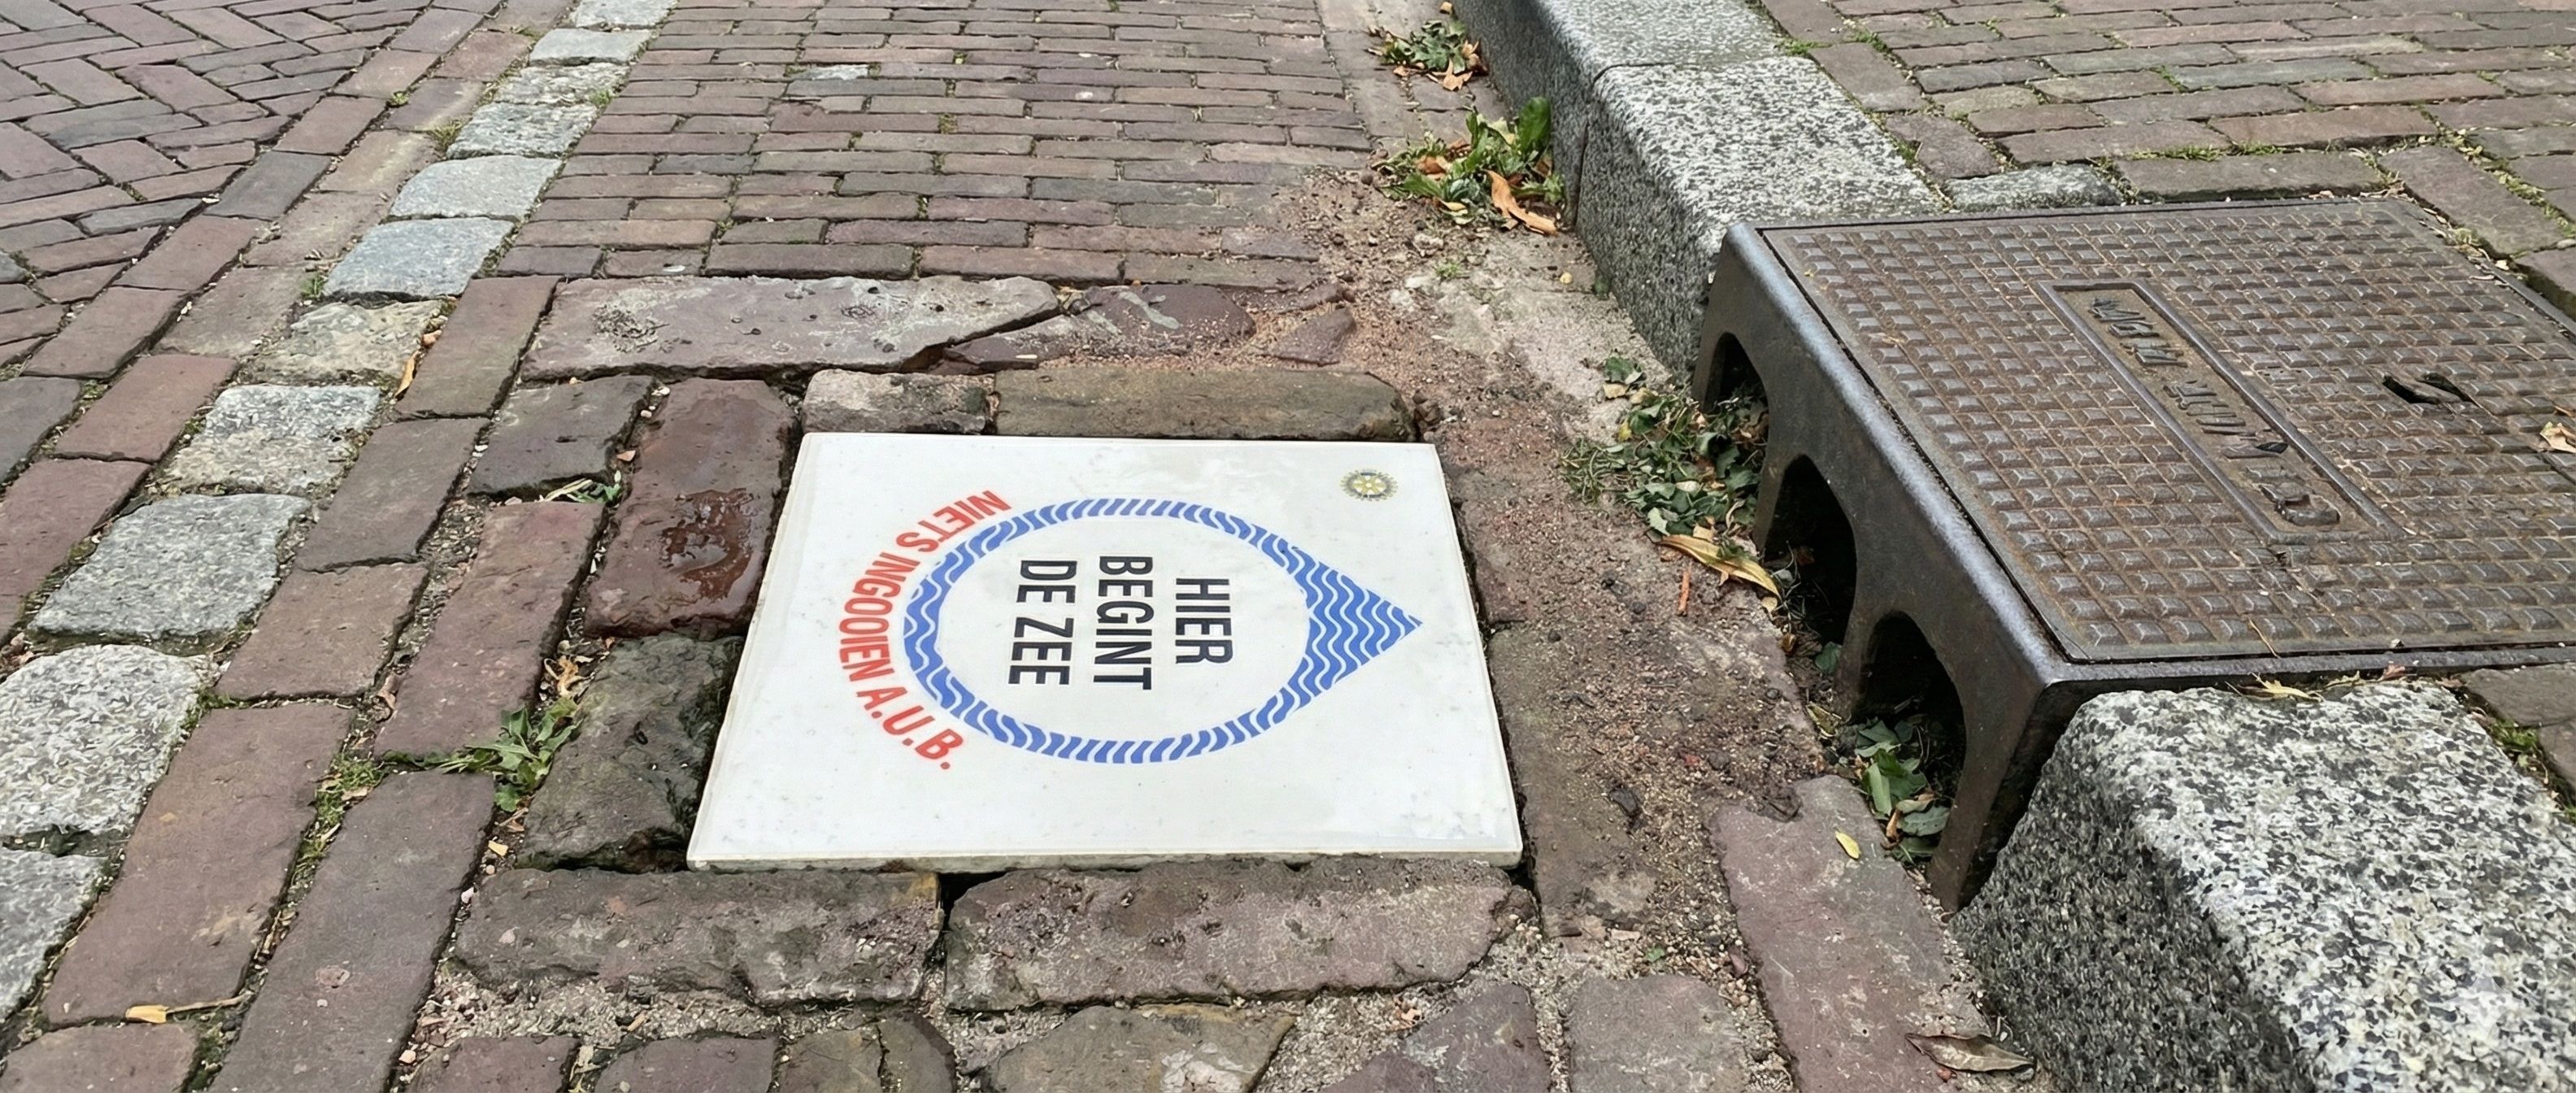 HIER
BEGINT
DE ZEE
NIETS INGOOIEN A.U.B.